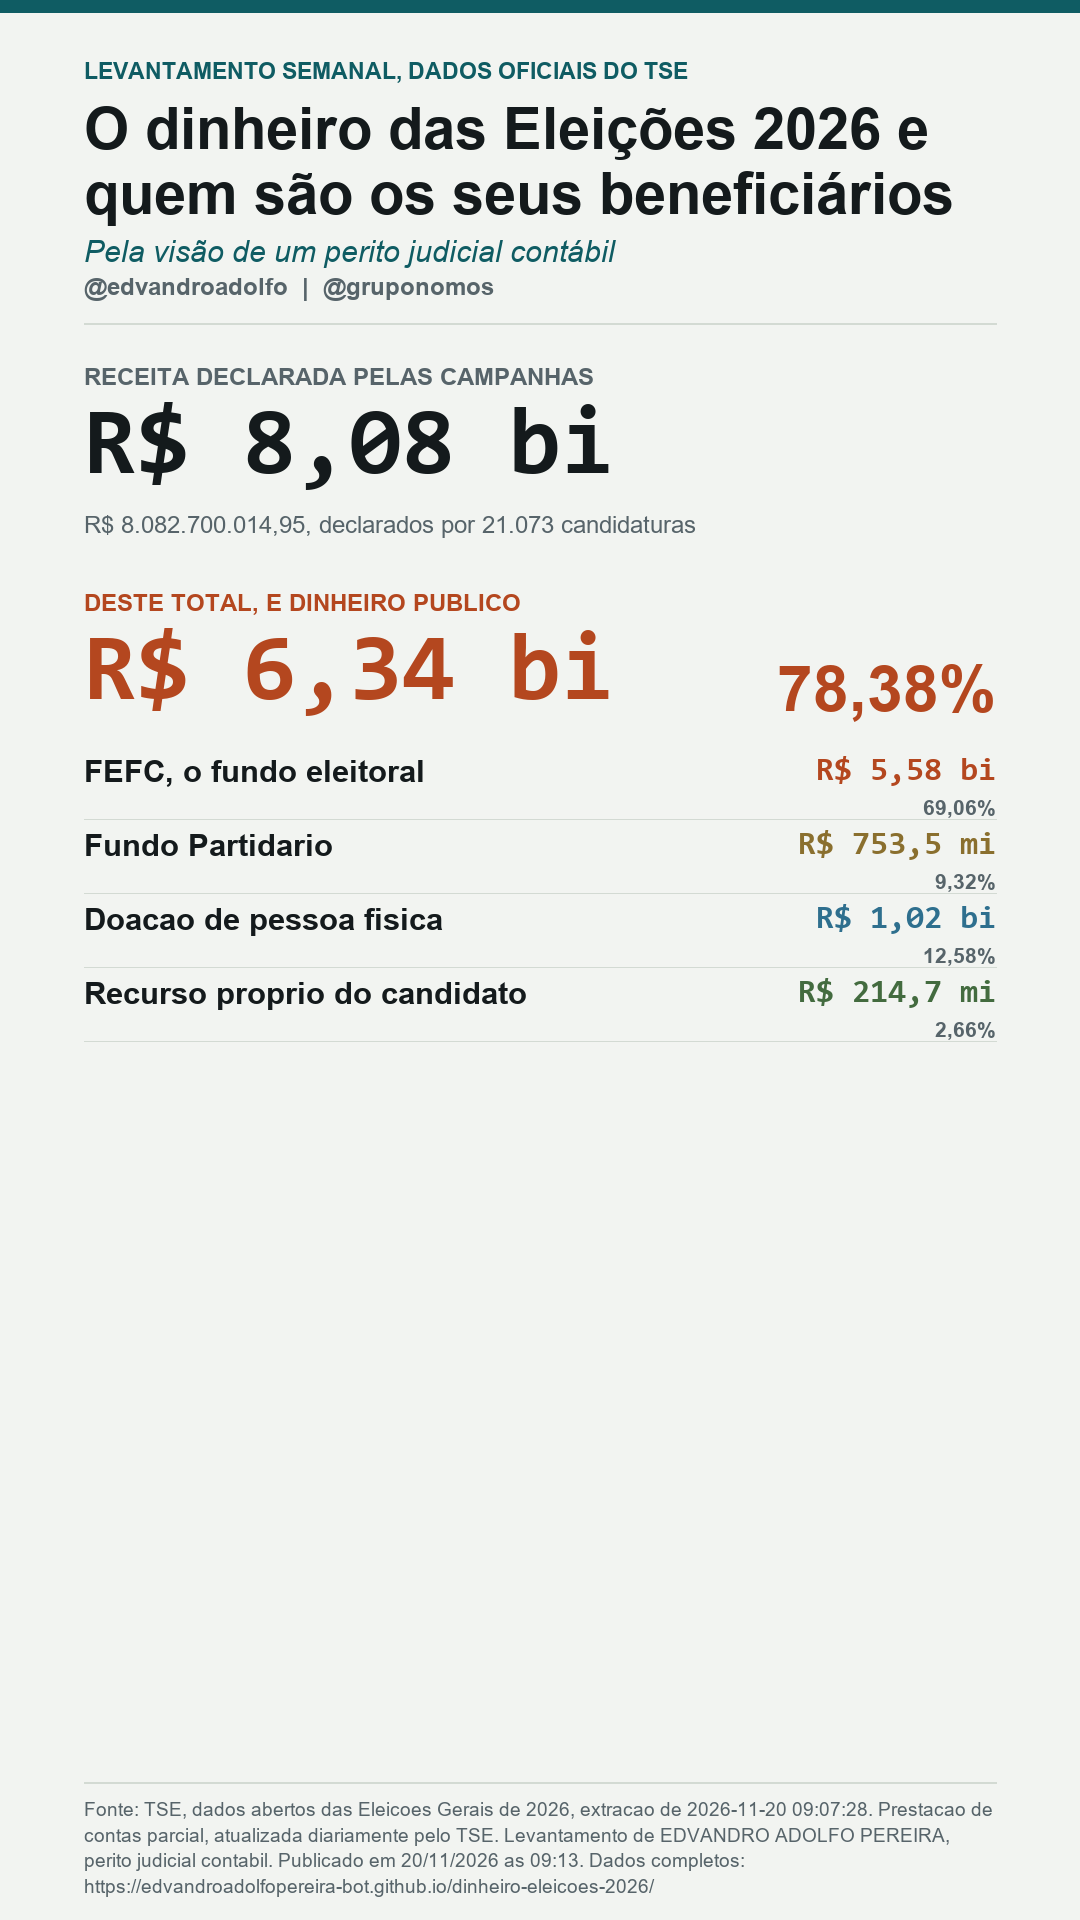 LEVANTAMENTO SEMANAL, DADOS OFICIAIS DO TSE
O dinheiro das Eleições 2026 e
quem são os seus beneficiários
Pela visão de um perito judicial contábil
@edvandroadolfo | @gruponomos
RECEITA DECLARADA PELAS CAMPANHAS
R$ 8,08 bi
R$ 8.082.700.014,95, declarados por 21.073 candidaturas
DESTE TOTAL, E DINHEIRO PUBLICO
R$ 6,34 bi
78,38%
FEFC, o fundo eleitoral
R$ 5,58 bi
69,06%
Fundo Partidario
R$ 753,5 mi
9,32%
Doacao de pessoa fisica
R$ 1,02 bi
12,58%
Recurso proprio do candidato
R$ 214,7 mi
2,66%
Fonte: TSE, dados abertos das Eleicoes Gerais de 2026, extracao de 2026-11-20 09:07:28. Prestacao de
contas parcial, atualizada diariamente pelo TSE. Levantamento de EDVANDRO ADOLFO PEREIRA,
perito judicial contabil. Publicado em 20/11/2026 as 09:13. Dados completos:
https://edvandroadolfopereira-bot.github.io/dinheiro-eleicoes-2026/